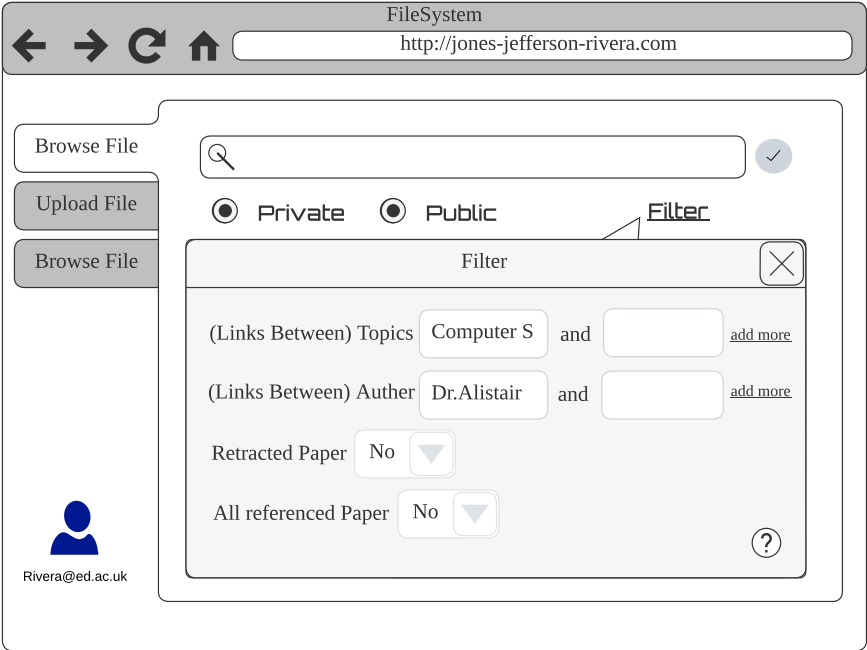 FileSystem
http://jones-jefferson-rivera.com
Browse File
Upload File
Browse File
Private Public Filter
Filter
(Links Between) Topics Computer S and add more
(Links Between) Auther Dr.Alistair and add more
Retracted Paper No
All referenced Paper No
?
Rivera@ed.ac.uk